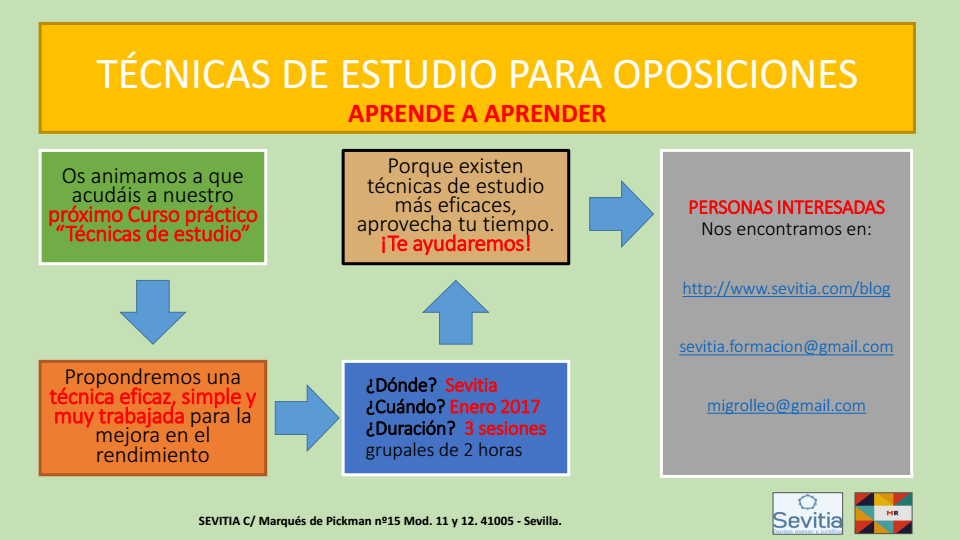 TÉCNICAS DE ESTUDIO PARA OPOSICIONES
APRENDE A APRENDER
Os animamos a que
acudáis a nuestro
próximo Curso práctico
“Técnicas de estudio”
Propondremos una
técnica eficaz, simple y
muy trabajada para la
mejora en el
rendimiento
¿Dónde? Sevitia
¿Cuándo? Enero 2017
¿Duración? 3 sesiones
grupales de 2 horas
Porque existen
técnicas de estudio
más eficaces,
aprovecha tu tiempo.
¡Te ayudaremos!
PERSONAS INTERESADAS
Nos encontramos en:
http://www.sevitia.com/blog
sevitia.formacion@gmail.com
migrolleo@gmail.com
SEVITIA C/ Marqués de Pickman nº15 Mod. 11 y 12. 41005 - Sevilla.
Sevitia
MR